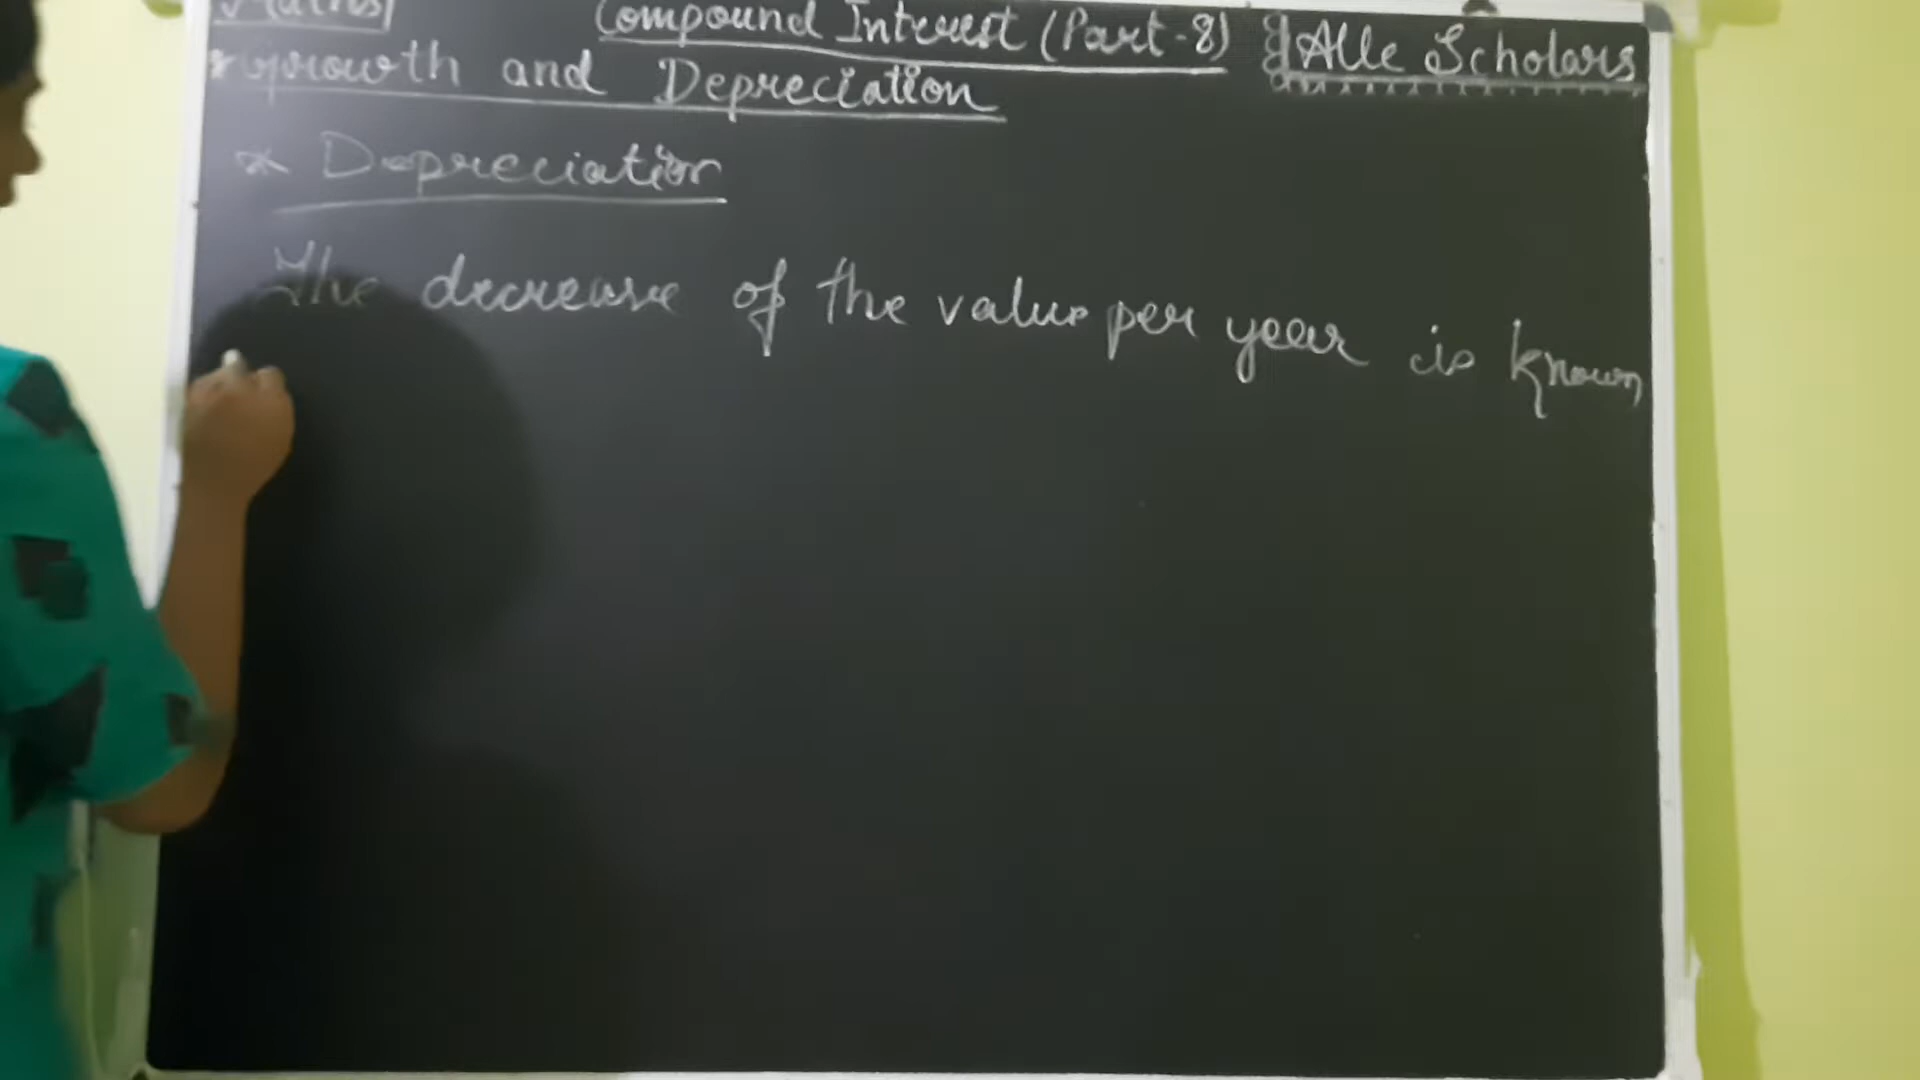 Maths
Compound Interest (Part-8)
Alle Scholars
* Growth and Depreciation
* Depreciation
The decrease of the value per year is known